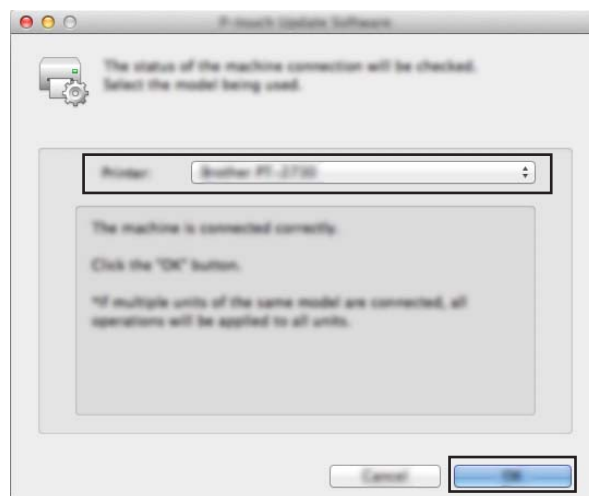 P-touch Update Software
The status of the machine connection will be checked.
Select the model being used.
Printer:
Brother PT-2730
The machine is connected correctly.
Click the "OK" button.
*If multiple units of the same model are connected, all
operations will be applied to all units.
Cancel
OK